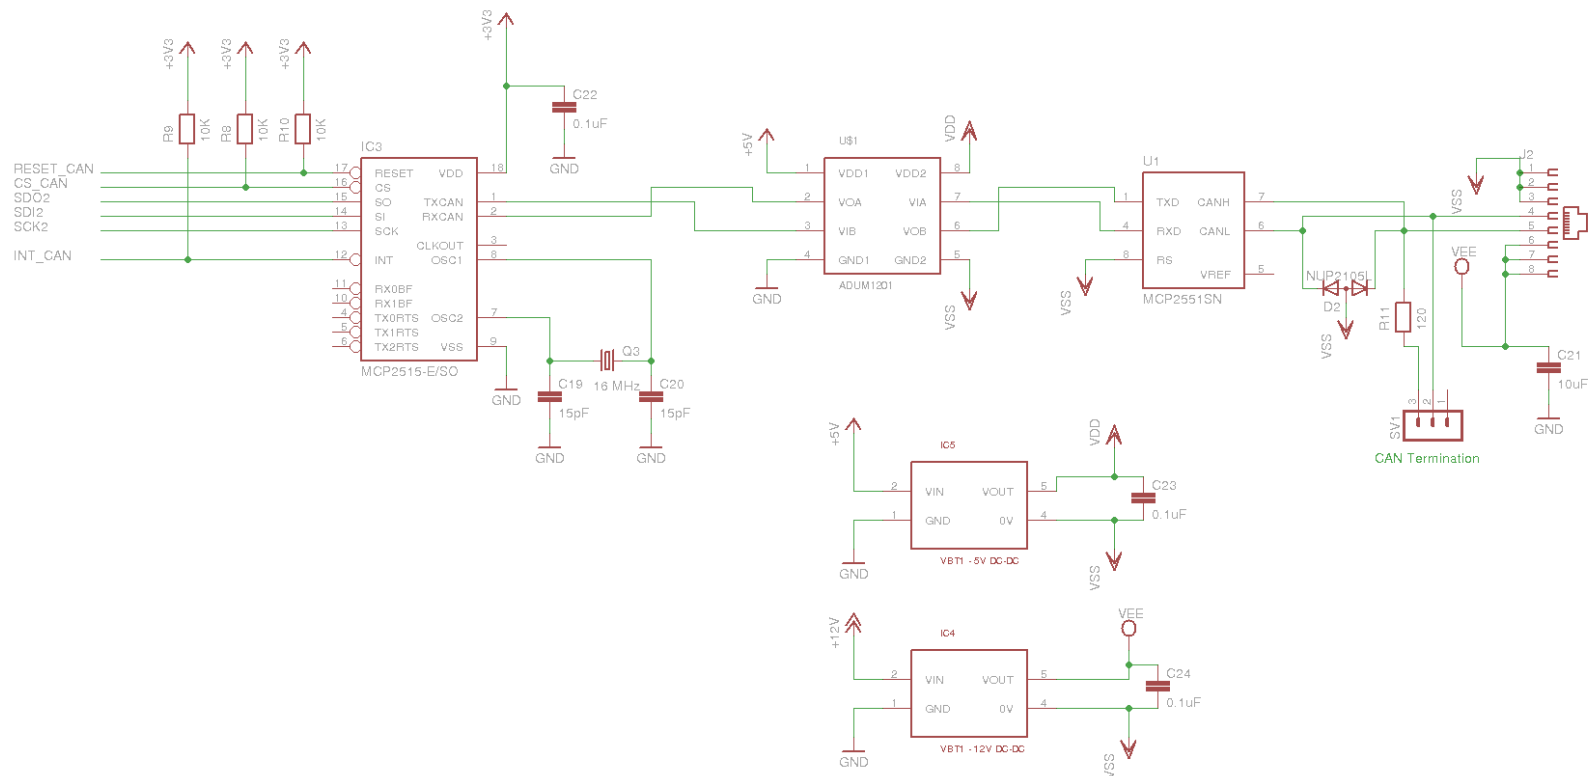 +3V3
+3V3
+3V3
+3V3
R9
10K
R8
10K
R10
10K
C22
0.1uF
GND
RESET_CAN
CS_CAN
SDO2
SDI2
SCK2
INT_CAN
IC3
17 RESET VDD 18
16 CS
15 SO TXCAN 1
14 SI RXCAN 2
13 SCK
CLKOUT 3
12 INT OSC1 8
11 RX0BF
10 RX1BF
4 TX0RTS OSC2 7
5 TX1RTS
6 TX2RTS VSS 9
MCP2515-E/SO
GND
Q3
16 MHz
C19
15pF
GND
C20
15pF
GND
+5V
U$1
VDD
1 VDD1 VDD2 8
2 VOA VIA 7
3 VIB VOB 6
4 GND1 GND2 5
ADUM1201
GND
VSS
U1
1 TXD CANH 7
CANL 6
4 RXD
8 RS
VREF 5
MCP2551SN
VSS
NUP2105L
D2
VSS
R11
120
J2
1
2
3
4
5
6
7
8
VSS
VEE
C21
10uF
GND
SV1
3
2
1
CAN Termination
+5V
IC5
VDD
2 VIN VOUT 5
1 GND 0V 4
VBT1 - 5V DC-DC
C23
0.1uF
GND
VSS
+12V
IC4
VEE
2 VIN VOUT 5
1 GND 0V 4
VBT1 - 12V DC-DC
C24
0.1uF
GND
VSS